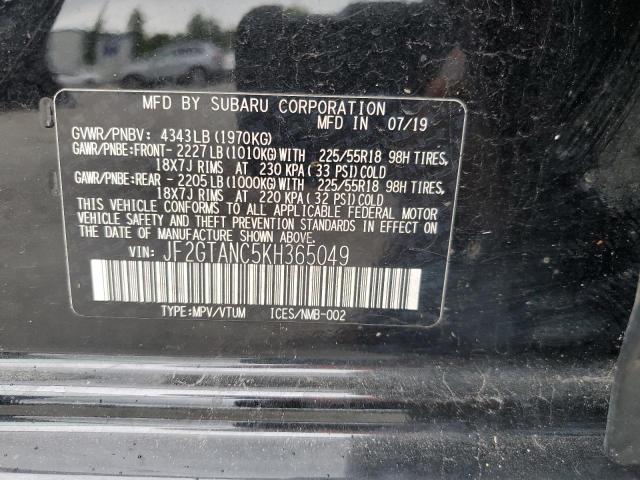 MFD BY SUBARU CORPORATION
MFD IN 07/19
GVWR/PNBV: 4343LB(1970KG)
GAWR/PNBE:FRONT-2227LB(1010KG)WITH 225/55R18 98H TIRES,
18X7J RIMS AT 230 KPA( 33 PSI)COLD
GAWR/PNBE:REAR -2205LB(1000KG)WITH 225/55R18 98H TIRES,
18X7J RIMS AT 220 KPA( 32 PSI)COLD
THIS VEHICLE CONFORMS TO ALL APPLICABLE FEDERAL MOTOR
VEHICLE SAFETY AND THEFT PREVENTION STANDARDS IN EFFECT ON
THE DATE OF MANUFACTURE SHOWN ABOVE.
VIN: JF2GTANC5KH365049
TYPE:MPV/VTUM ICES/NMB-002